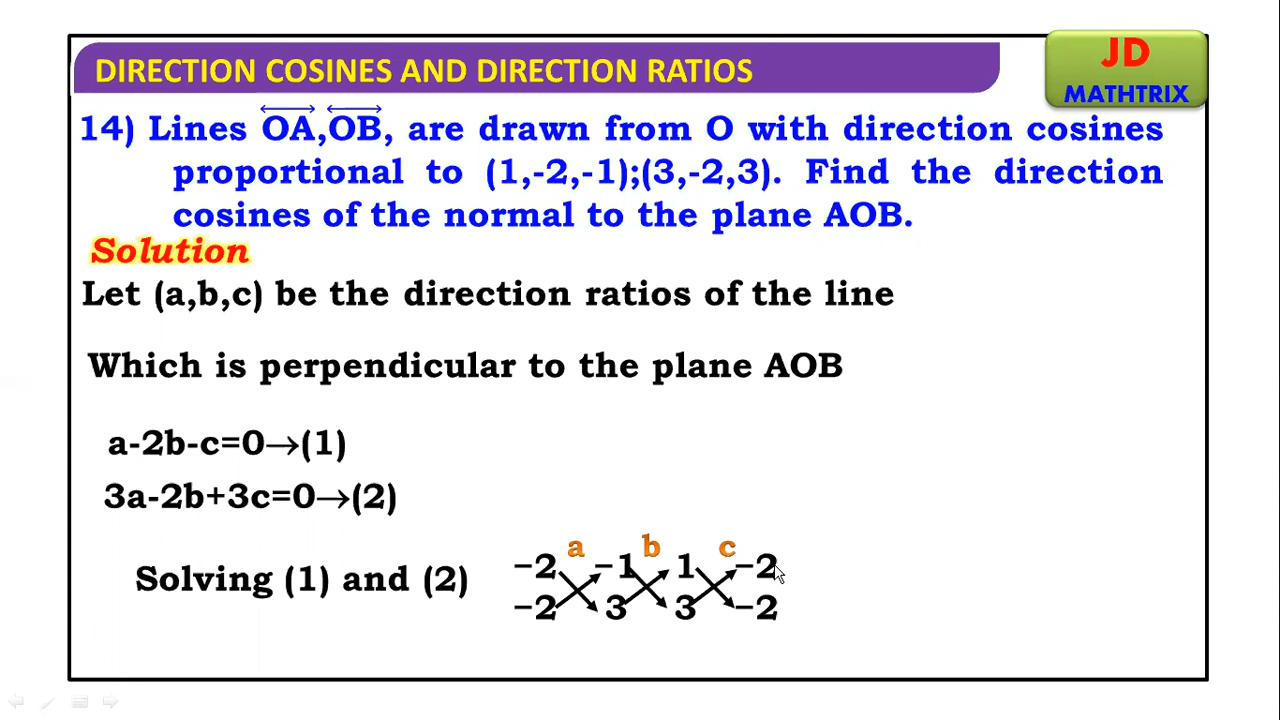 DIRECTION COSINES AND DIRECTION RATIOS
JD
MATHTRIX
14) Lines OA,OB, are drawn from O with direction cosines
proportional to (1,-2,-1);(3,-2,3). Find the direction
cosines of the normal to the plane AOB.
Solution
Let (a,b,c) be the direction ratios of the line
Which is perpendicular to the plane AOB
a-2b-c=0→(1)
3a-2b+3c=0→(2)
a b c
Solving (1) and (2) −2 −1 1 −2
−2 3 3 −2